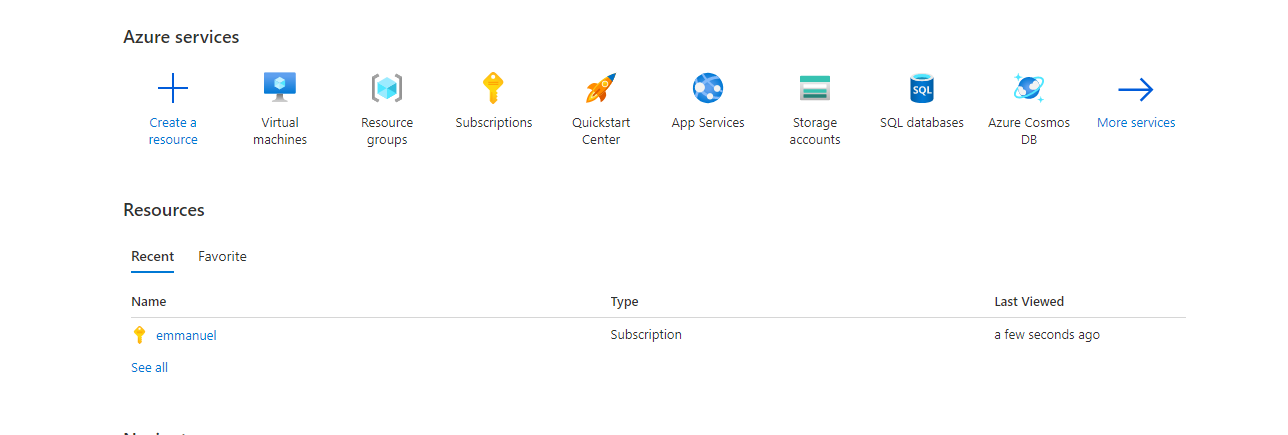 Azure services
Create a resource
Virtual machines
Resource groups
Subscriptions
Quickstart Center
App Services
Storage accounts
SQL
SQL databases
Azure Cosmos DB
More services
Resources
Recent Favorite
Name Type Last Viewed
emmanuel Subscription a few seconds ago
See all